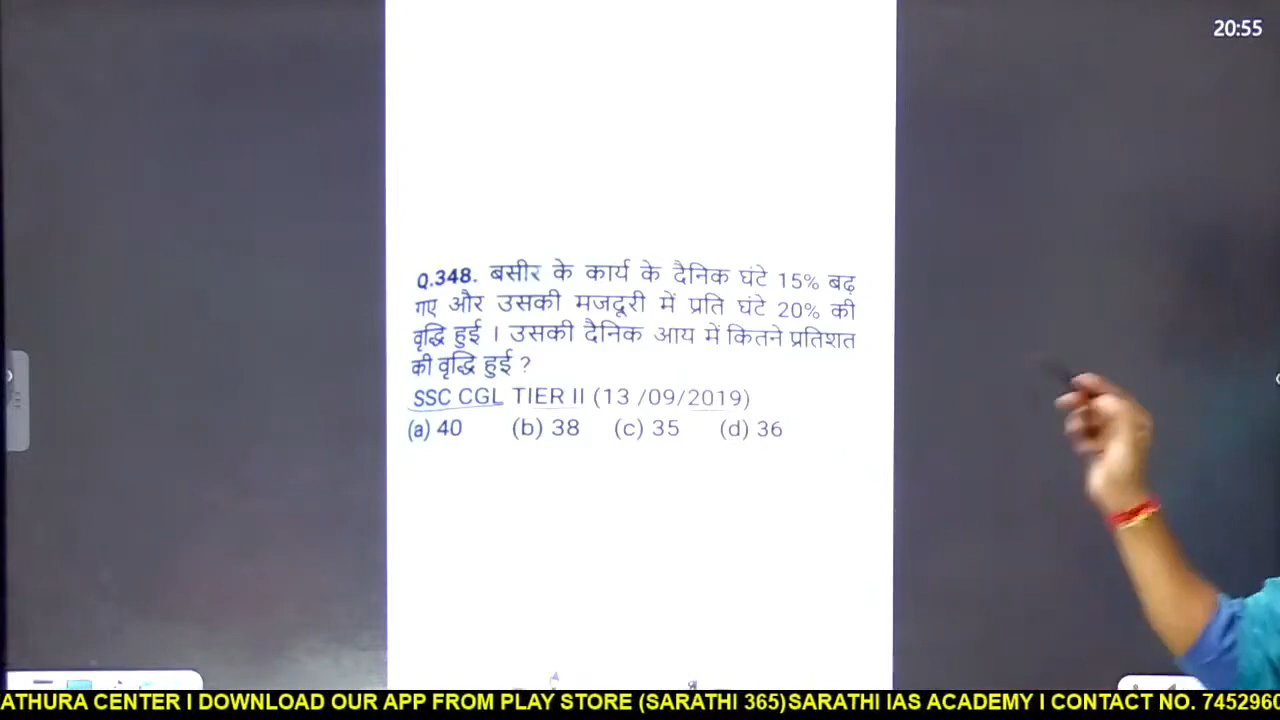 20:55
Q.348. बसीर के कार्य के दैनिक घंटे 15% बढ़
गए और उसकी मजदूरी में प्रति घंटे 20% की
वृद्धि हुई । उसकी दैनिक आय में कितने प्रतिशत
की वृद्धि हुई ?
SSC CGL TIER II (13 /09/2019)
(a) 40 (b) 38 (c) 35 (d) 36
ATHURA CENTER I DOWNLOAD OUR APP FROM PLAY STORE (SARATHI 365)SARATHI IAS ACADEMY I CONTACT NO. 7452960